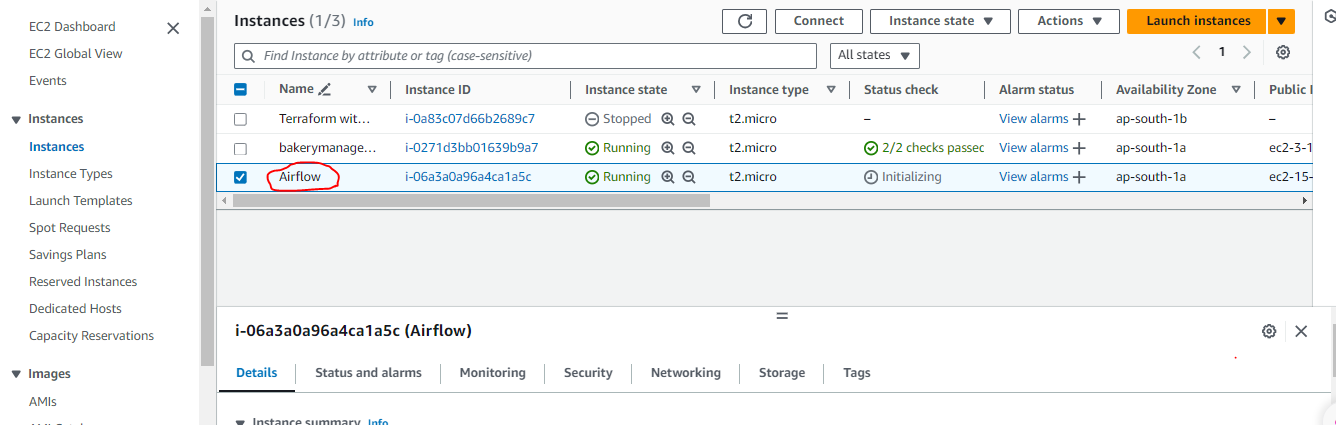 EC2 Dashboard
EC2 Global View
Events
Instances
Instances
Instance Types
Launch Templates
Spot Requests
Savings Plans
Reserved Instances
Dedicated Hosts
Capacity Reservations
Images
AMIs
Instances (1/3) Info
Connect
Instance state
Actions
Launch instances
Find Instance by attribute or tag (case-sensitive)
All states
1
Name Instance ID Instance state Instance type Status check Alarm status Availability Zone Public
Terraform wit... i-0a83c07d66b2689c7 Stopped t2.micro – View alarms + ap-south-1b –
bakerymanage... i-0271d3bb01639b9a7 Running t2.micro 2/2 checks passed View alarms + ap-south-1a ec2-3-1
Airflow i-06a3a0a96a4ca1a5c Running t2.micro Initializing View alarms + ap-south-1a ec2-15-
i-06a3a0a96a4ca1a5c (Airflow)
Details Status and alarms Monitoring Security Networking Storage Tags
Instance summary Info